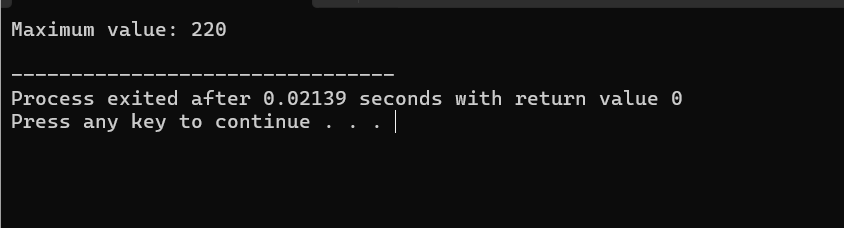 Maximum value: 220
--------------------------------
Process exited after 0.02139 seconds with return value 0
Press any key to continue . . .